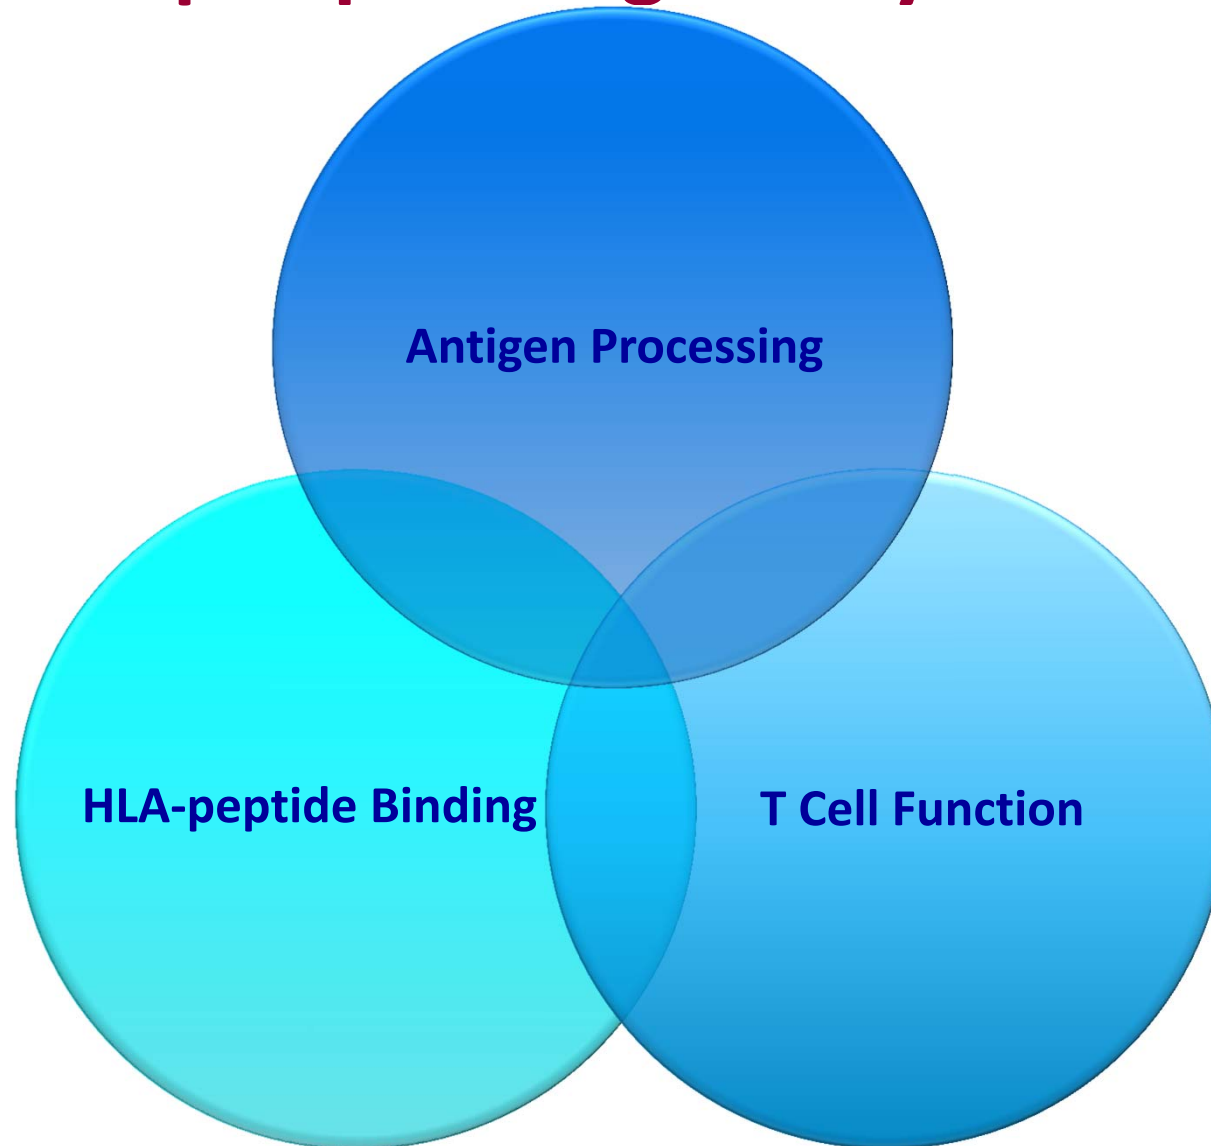 Antigen Processing
HLA-peptide Binding
T Cell Function